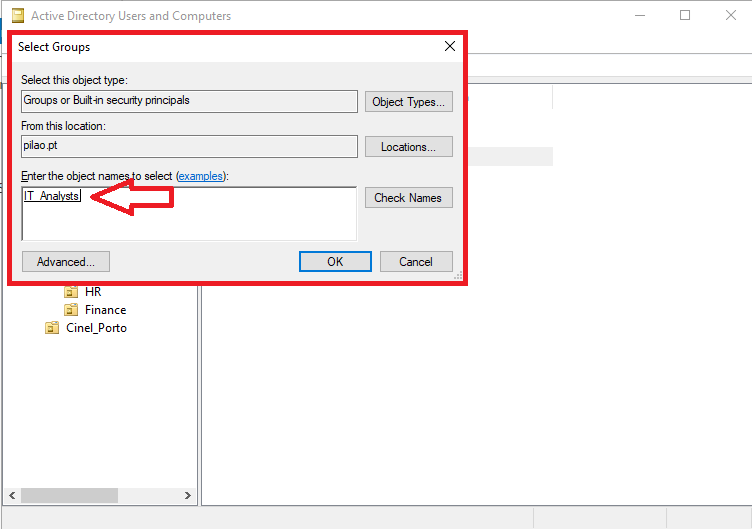 Active Directory Users and Computers
Select Groups
Select this object type:
Groups or Built-in security principals
Object Types...
From this location:
pilao.pt
Locations...
Enter the object names to select (examples):
IT_Analysts
Check Names
Advanced...
OK
Cancel
HR
Finance
Cinel_Porto